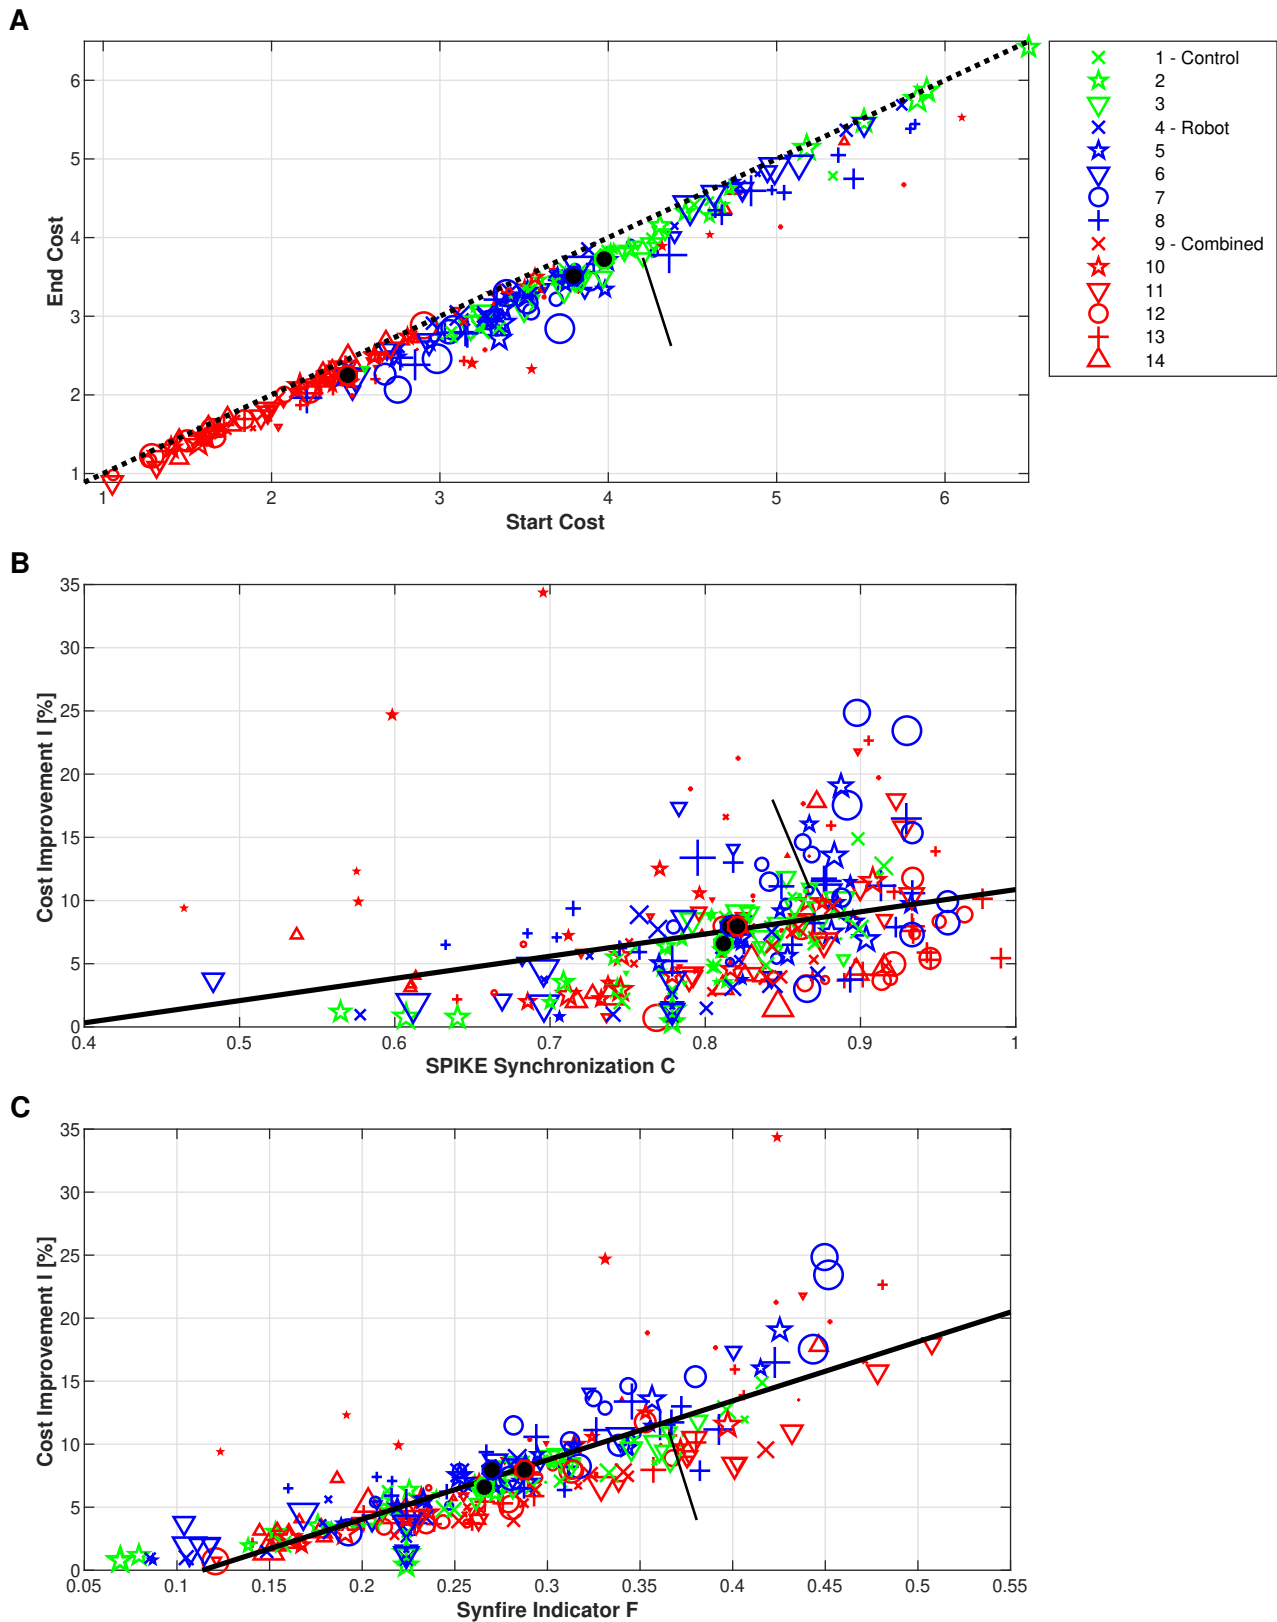 A
6
5
4
3
2
1
End Cost
1 2 3 4 5 6
Start Cost
1 - Control
2
3
4 - Robot
5
6
7
8
9 - Combined
10
11
12
13
14
B
35
30
25
20
15
10
5
0
Cost Improvement I [%]
0.4 0.5 0.6 0.7 0.8 0.9 1
SPIKE Synchronization C
C
35
30
25
20
15
10
5
0
Cost Improvement I [%]
0.05 0.1 0.15 0.2 0.25 0.3 0.35 0.4 0.45 0.5 0.55
Synfire Indicator F